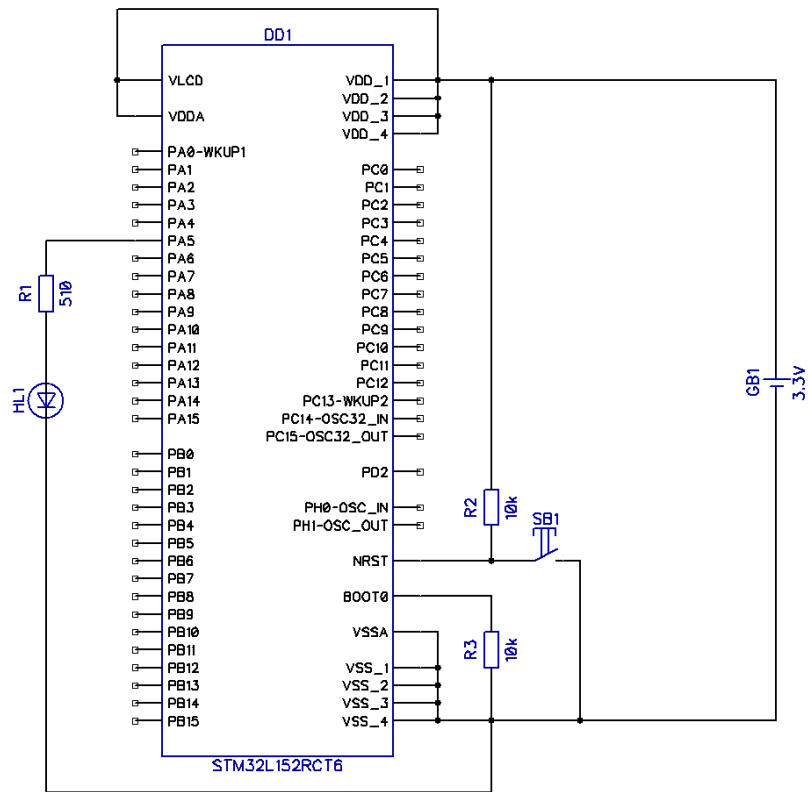 DD1
VLCD
VDDA
PA0-WKUP1
PA1
PA2
PA3
PA4
PA5
PA6
PA7
PA8
PA9
PA10
PA11
PA12
PA13
PA14
PA15
PB0
PB1
PB2
PB3
PB4
PB5
PB6
PB7
PB8
PB9
PB10
PB11
PB12
PB13
PB14
PB15
VDD_1
VDD_2
VDD_3
VDD_4
PC0
PC1
PC2
PC3
PC4
PC5
PC6
PC7
PC8
PC9
PC10
PC11
PC12
PC13-WKUP2
PC14-OSC32_IN
PC15-OSC32_OUT
PD2
PH0-OSC_IN
PH1-OSC_OUT
NRST
BOOT0
VSSA
VSS_1
VSS_2
VSS_3
VSS_4
STM32L152RCT6
R1
510
HL1
R2
10k
SB1
R3
10k
GB1
3.3V